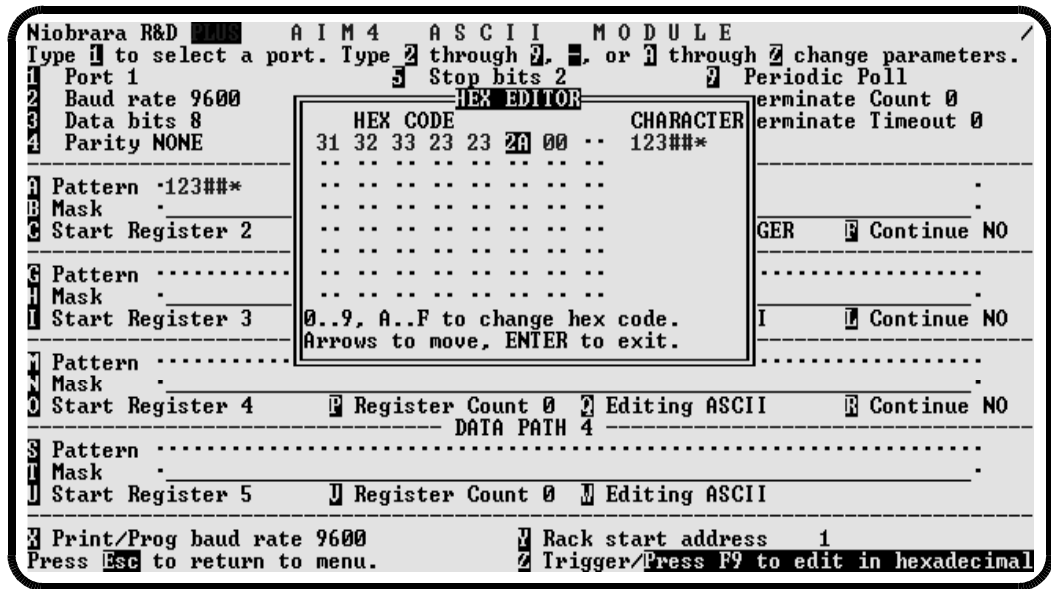 Niobrara R&D PLUS A I M 4 A S C I I M O D U L E /
Type 1 to select a port. Type 2 through 9, -, or A through Z change parameters.
1 Port 1 5 Stop bits 2 9 Periodic Poll
2 Baud rate 9600 HEX EDITOR erminate Count 0
3 Data bits 8 HEX CODE CHARACTER erminate Timeout 0
4 Parity NONE 31 32 33 23 23 2A 00 ·· 123##*
A Pattern ·123##* ·
B Mask · ·
C Start Register 2 GER F Continue NO
G Pattern
H Mask · ·
I Start Register 3 0..9, A..F to change hex code. I L Continue NO
Arrows to move, ENTER to exit.
M Pattern
N Mask · ·
O Start Register 4 P Register Count 0 Q Editing ASCII R Continue NO
DATA PATH 4
S Pattern
T Mask · ·
U Start Register 5 V Register Count 0 W Editing ASCII
X Print/Prog baud rate 9600 Y Rack start address 1
Press Esc to return to menu. Z Trigger/Press F9 to edit in hexadecimal